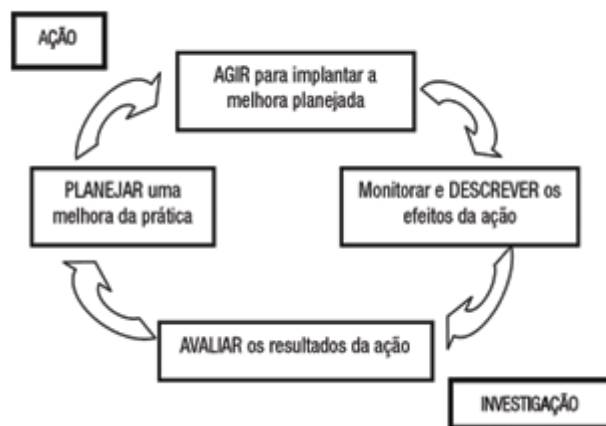 AÇÃO
AGIR para implantar a
melhora planejada
PLANEJAR uma
melhora da prática
Monitorar e DESCREVER os
efeitos da ação
AVALIAR os resultados da ação
INVESTIGAÇÃO